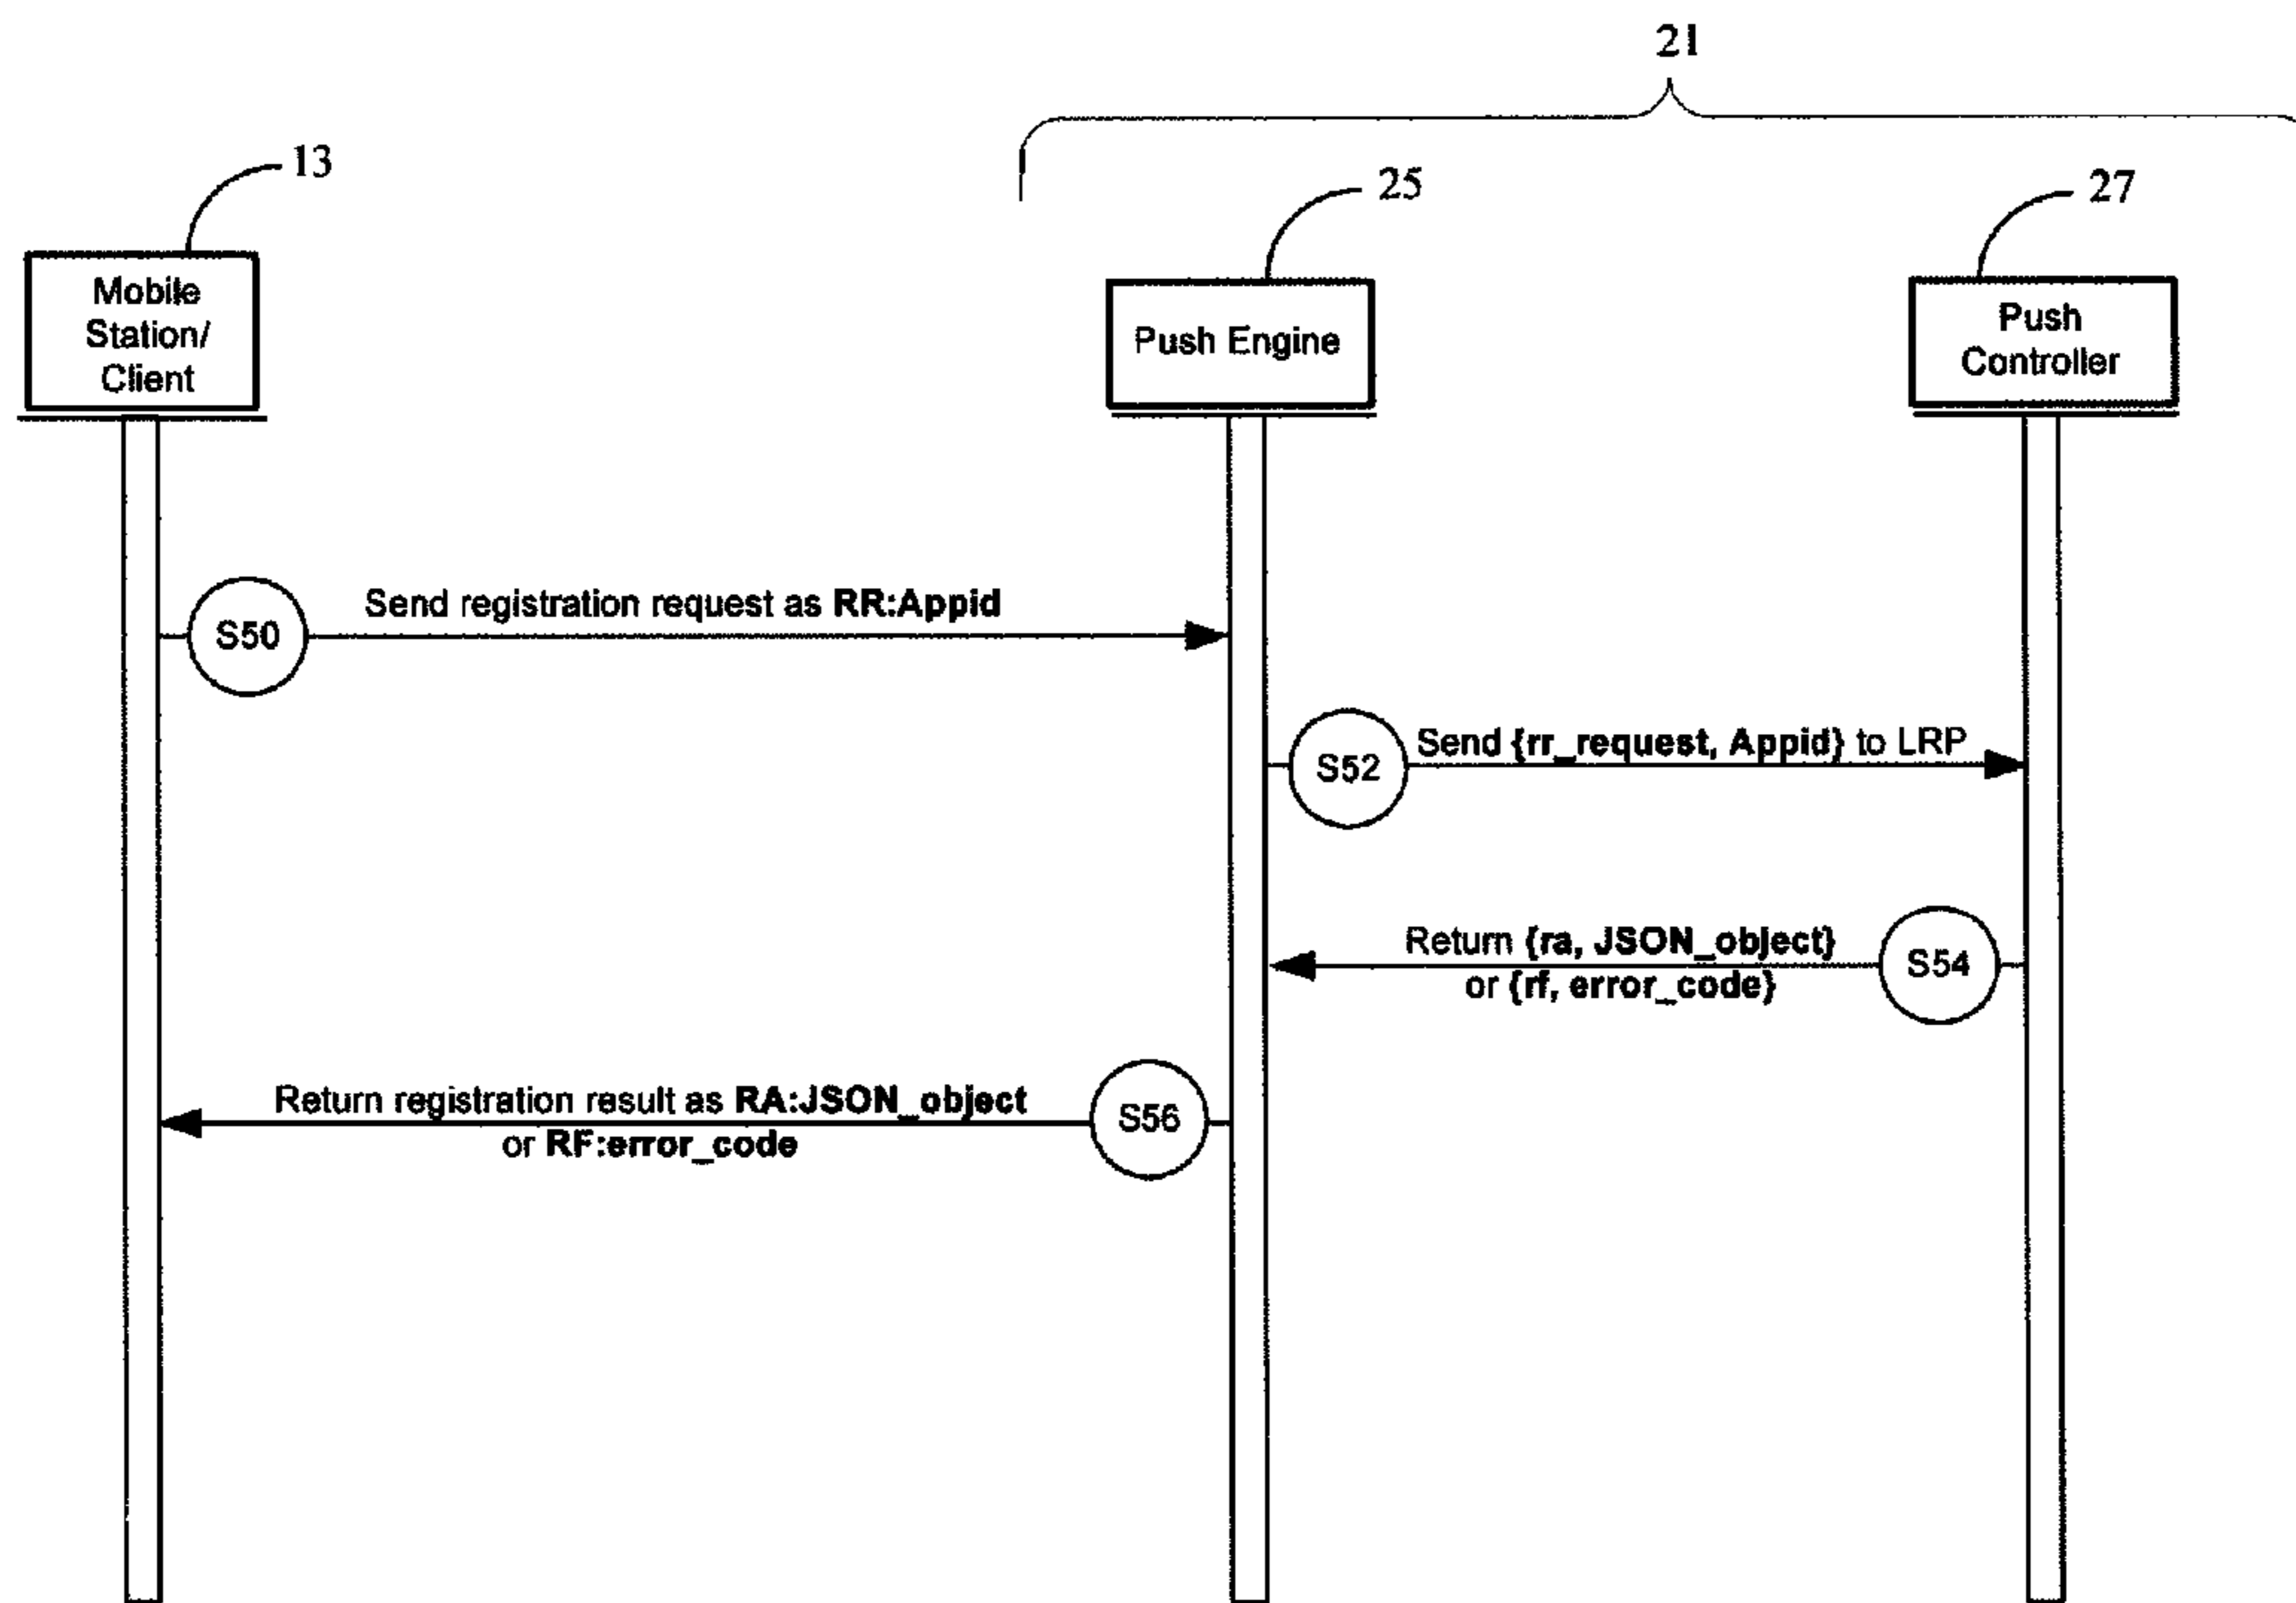 21
13
25
27
Mobile
Station/
Client
Push Engine
Push
Controller
Send registration request as RR:Appid
S50
Send {rr_request, Appid} to LRP
S52
Return {ra, JSON_object}
or {rf, error_code}
S54
Return registration result as RA:JSON_object
or RF:error_code
S56